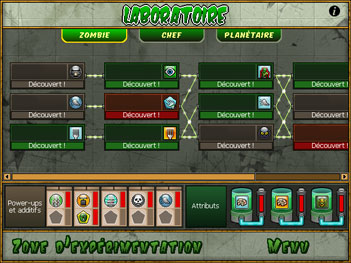 LABORATOIRE
i
ZOMBIE
CHEF
PLANÉTAIRE
Découvert !
Découvert !
Découvert !
Découvert !
Découvert !
Découvert !
Découvert !
Découvert !
Découvert !
Découvert !
Découvert !
Découvert !
Power-ups
et additifs
Attributs
Zone d'expérimentation
Menu